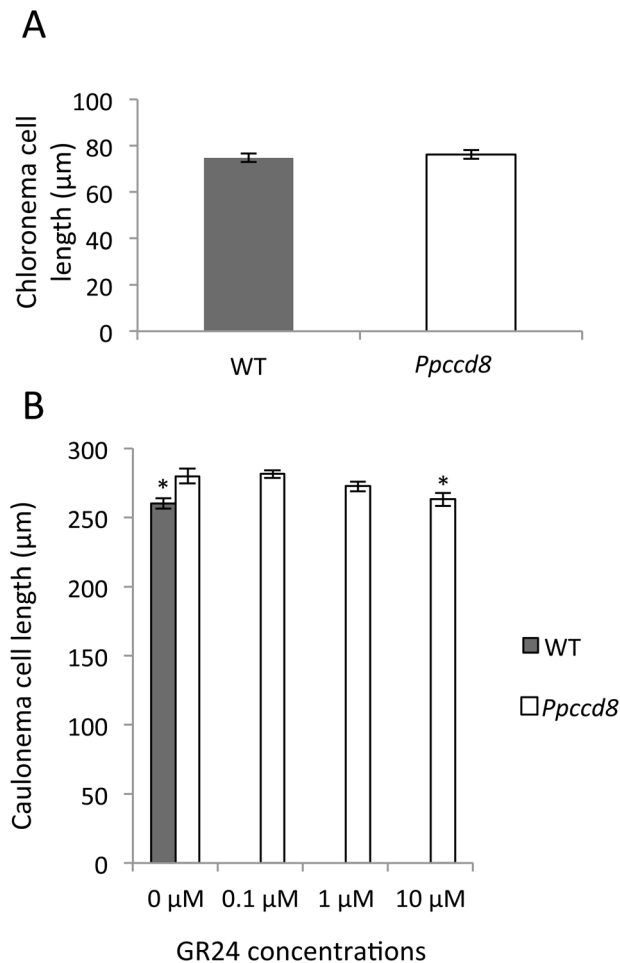 A
Chloronema cell
length (μm)
100
80
60
40
20
0
WT
Ppccd8
B
Caulonema cell length (μm)
300
250
200
150
100
50
0
*
*
WT
Ppccd8
0 μM
0.1 μM
1 μM
10 μM
GR24 concentrations